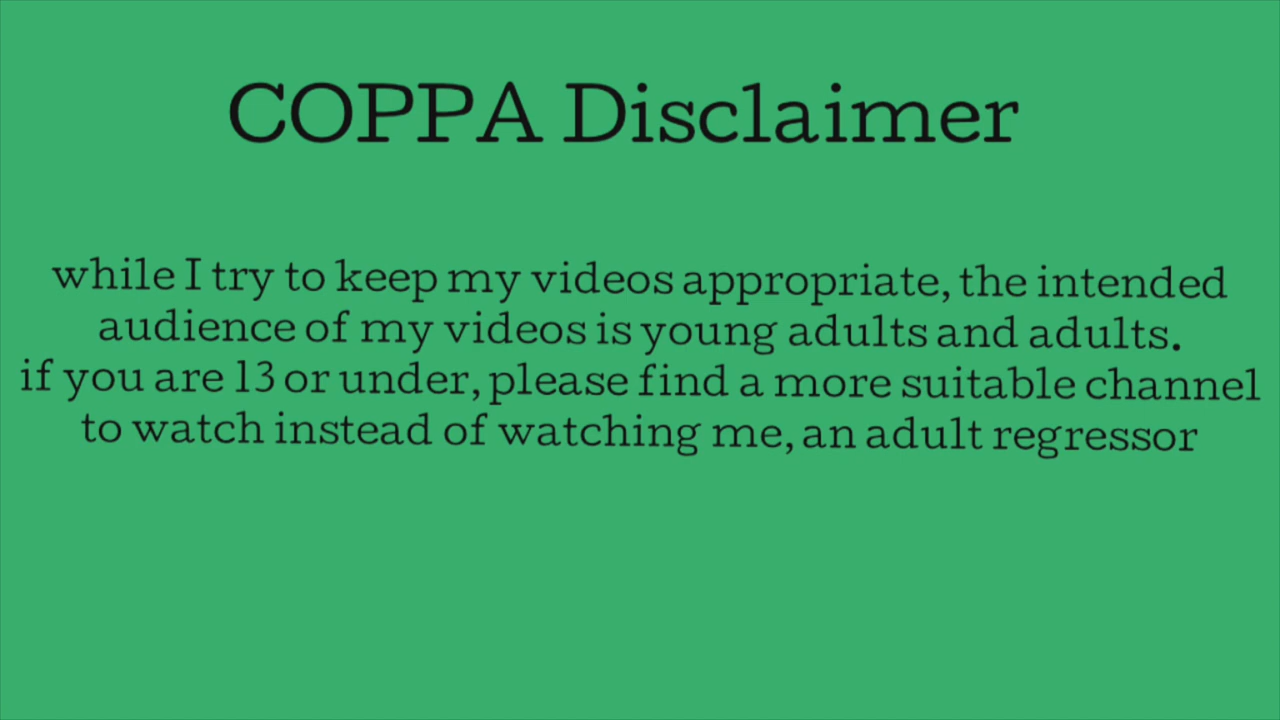 COPPA Disclaimer
while I try to keep my videos appropriate, the intended
audience of my videos is young adults and adults.
if you are 13 or under, please find a more suitable channel
to watch instead of watching me, an adult regressor